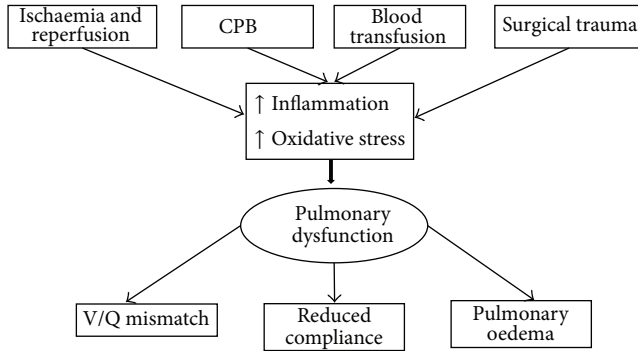 Ischaemia and
reperfusion
CPB
Blood
transfusion
Surgical trauma
↑ Inflammation
↑ Oxidative stress
Pulmonary
dysfunction
V/Q mismatch
Reduced
compliance
Pulmonary
oedema